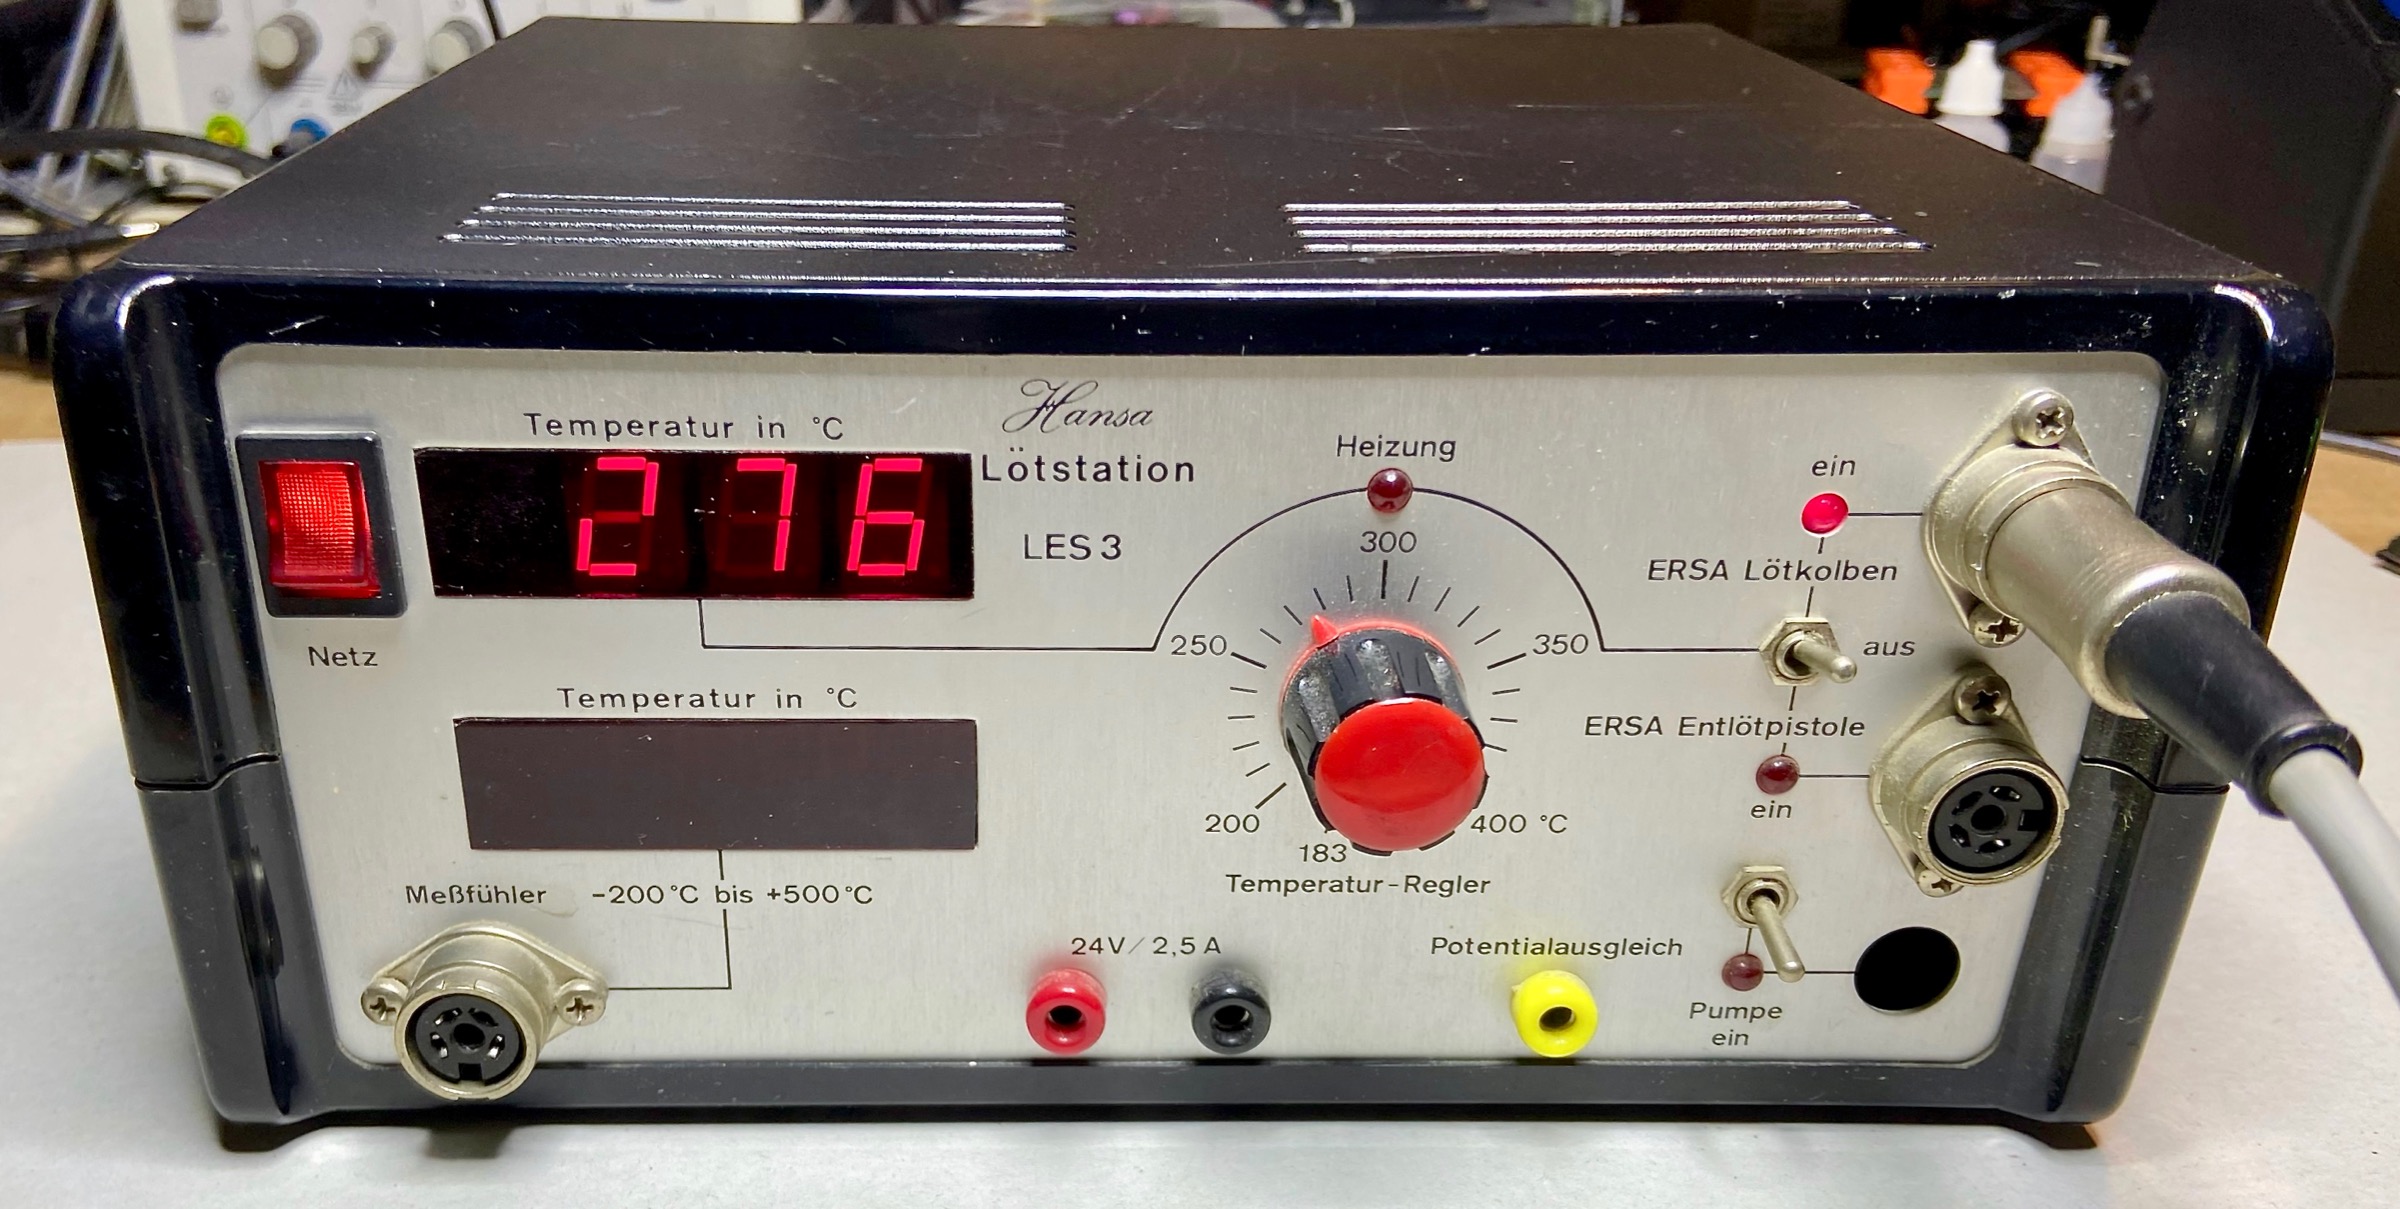 Hansa
Temperatur in °C
Lötstation
276
LES 3
Netz
Temperatur in °C
Meßfühler -200°C bis +500°C
Heizung
300
250
350
200
400 °C
183
Temperatur-Regler
24V/2,5 A
Potentialausgleich
ein
ERSA Lötkolben
aus
ERSA Entlötpistole
ein
Pumpe
ein